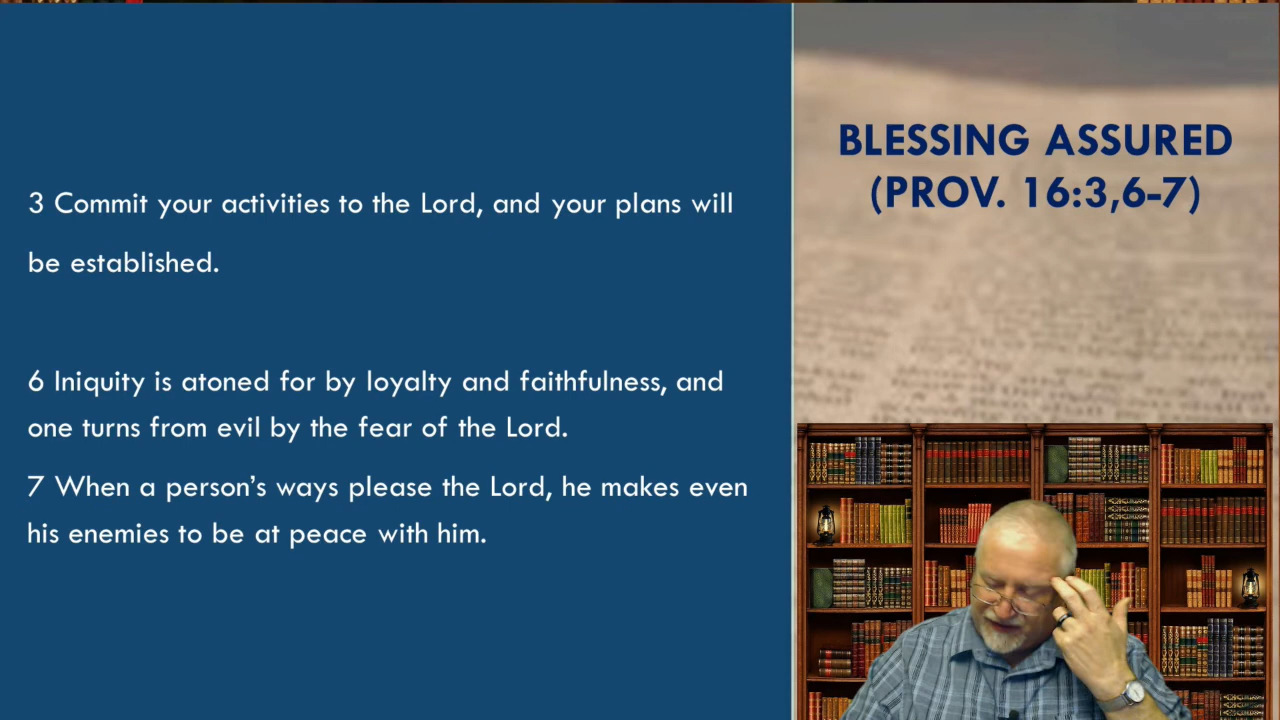 3 Commit your activities to the Lord, and your plans will
be established.
6 Iniquity is atoned for by loyalty and faithfulness, and
one turns from evil by the fear of the Lord.
7 When a person’s ways please the Lord, he makes even
his enemies to be at peace with him.
BLESSING ASSURED
(PROV. 16:3,6-7)